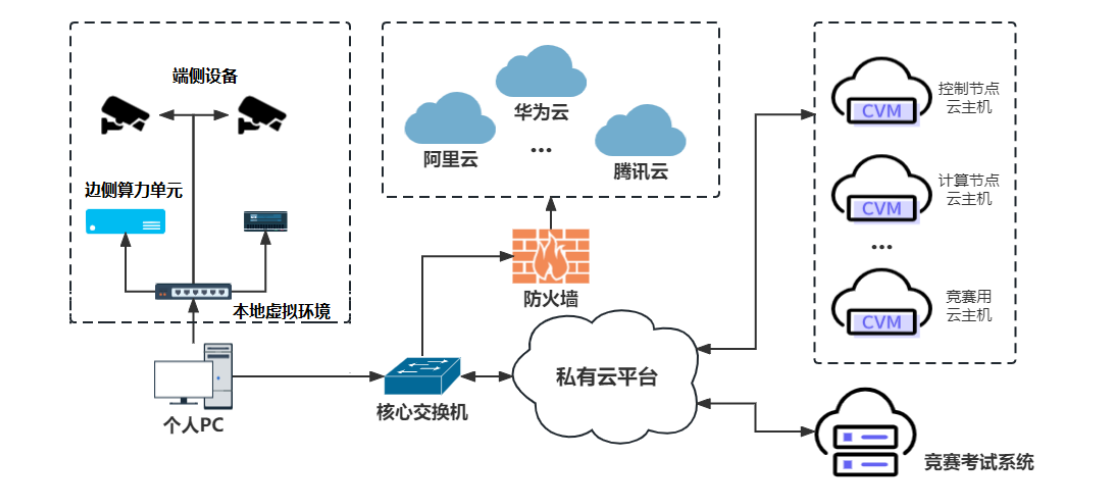 端侧设备
边侧算力单元
本地虚拟环境
个人PC
华为云
阿里云
...
腾讯云
防火墙
核心交换机
私有云平台
CVM
控制节点
云主机
CVM
计算节点
云主机
...
CVM
竞赛用
云主机
竞赛考试系统